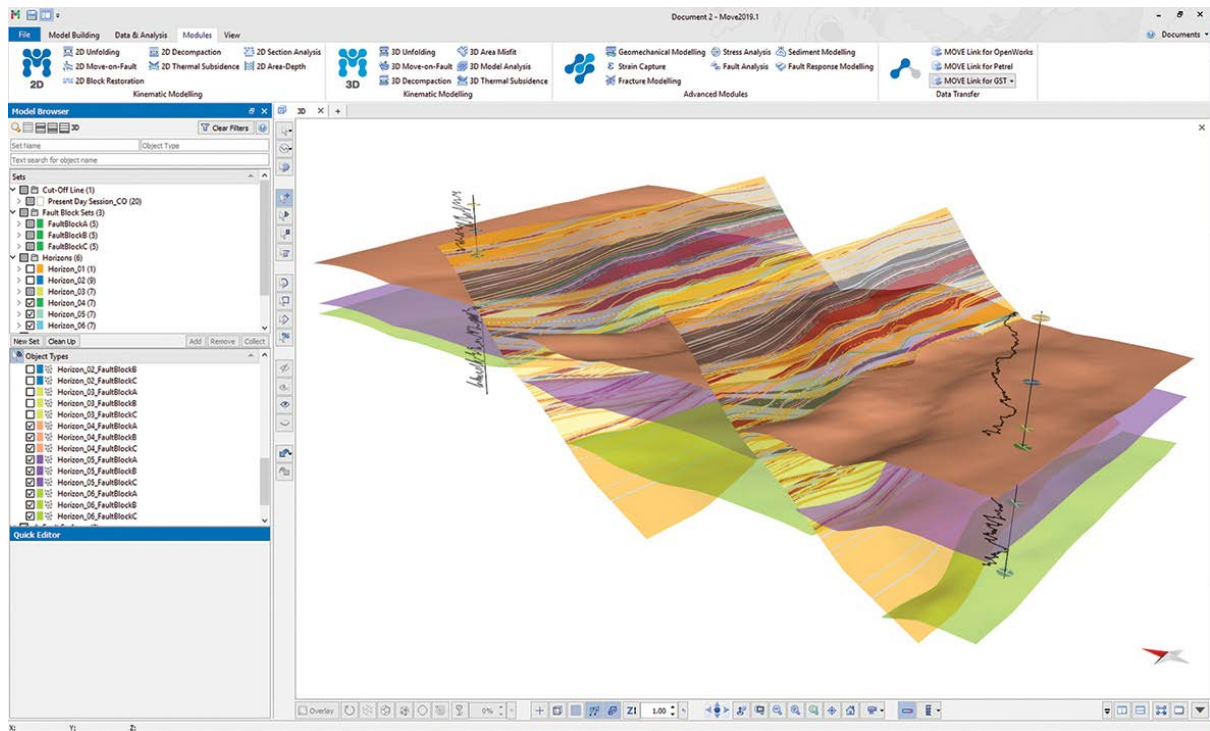 Document 2 - Move2019.1
File Model Building Data & Analysis Modules View Documents
2D
2D Unfolding 2D Decompaction 2D Section Analysis
2D Move-on-Fault 2D Thermal Subsidence 2D Area-Depth
2D Block Restoration
Kinematic Modelling
3D
3D Unfolding 3D Area Misfit
3D Move-on-Fault 3D Model Analysis
3D Decompaction 3D Thermal Subsidence
Kinematic Modelling
Geomechanical Modelling Stress Analysis Sediment Modelling
Strain Capture Fault Analysis Fault Response Modelling
Fracture Modelling
Advanced Modules
MOVE Link for OpenWorks
MOVE Link for Petrel
MOVE Link for GST
Data Transfer
Model Browser
3D
3D Clear Filters
Set Name Object Type
Text search for object name
Sets
Cut-Off Line (1)
Present Day Session_CO (20)
Fault Block Sets (3)
FaultBlockA (5)
FaultBlockB (5)
FaultBlockC (5)
Horizons (6)
Horizon_01 (1)
Horizon_02 (9)
Horizon_03 (7)
Horizon_04 (7)
Horizon_05 (7)
Horizon_06 (7)
New Set Clean Up Add Remove Collect
Object Types
Horizon_02_FaultBlockB
Horizon_02_FaultBlockC
Horizon_03_FaultBlockA
Horizon_03_FaultBlockB
Horizon_03_FaultBlockC
Horizon_04_FaultBlockA
Horizon_04_FaultBlockB
Horizon_04_FaultBlockC
Horizon_05_FaultBlockA
Horizon_05_FaultBlockB
Horizon_05_FaultBlockC
Horizon_06_FaultBlockA
Horizon_06_FaultBlockB
Horizon_06_FaultBlockC
Quick Editor
Overlay 0% Z: 1.00
X: Y: Z: